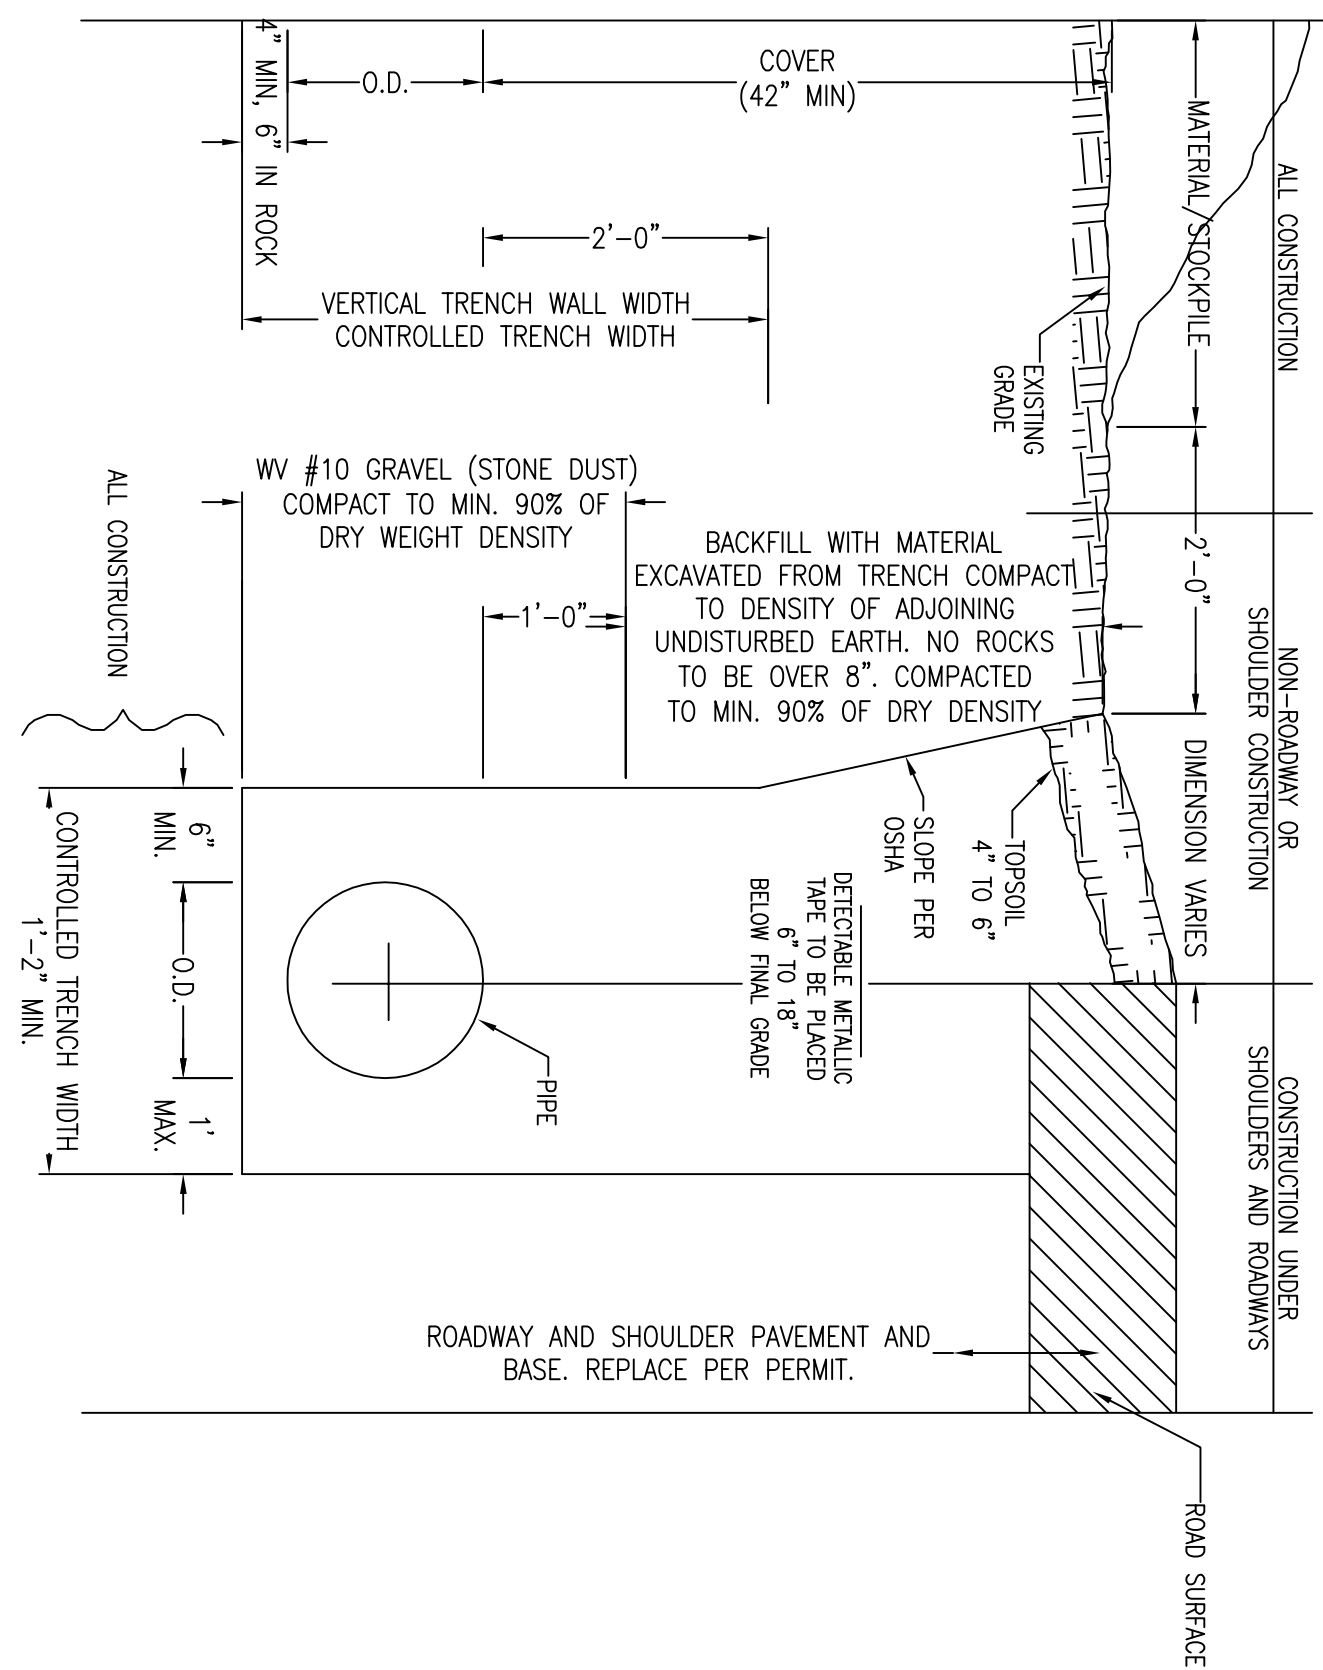 ALL CONSTRUCTION
NON-ROADWAY OR
SHOULDER CONSTRUCTION
CONSTRUCTION UNDER
SHOULDERS AND ROADWAYS
MATERIAL/STOCKPILE
2'-0"
DIMENSION VARIES
ROAD SURFACE
EXISTING
GRADE
TOPSOIL
4" TO 6"
SLOPE PER
OSHA
DETECTABLE METALLIC
TAPE TO BE PLACED
6" TO 18"
BELOW FINAL GRADE
PIPE
COVER
(42" MIN)
O.D.
4" MIN, 6" IN ROCK
2'-0"
VERTICAL TRENCH WALL WIDTH
CONTROLLED TRENCH WIDTH
WV #10 GRAVEL (STONE DUST)
COMPACT TO MIN. 90% OF
DRY WEIGHT DENSITY
1'-0"
BACKFILL WITH MATERIAL
EXCAVATED FROM TRENCH COMPACT
TO DENSITY OF ADJOINING
UNDISTURBED EARTH. NO ROCKS
TO BE OVER 8". COMPACTED
TO MIN. 90% OF DRY DENSITY
ROADWAY AND SHOULDER PAVEMENT AND
BASE. REPLACE PER PERMIT.
ALL CONSTRUCTION
6"
MIN.
O.D.
1'
MAX.
CONTROLLED TRENCH WIDTH
1'-2" MIN.